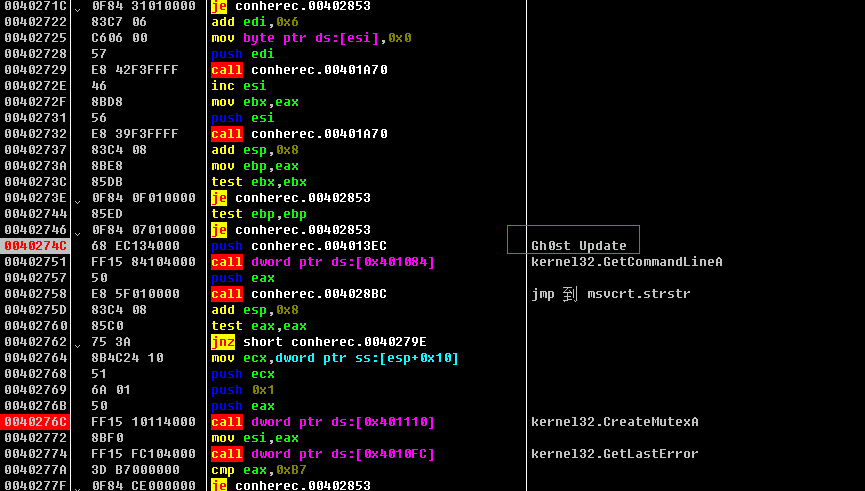 0040271C 0F84 31010000 je conherec.00402853
00402722 83C7 06 add edi,0x6
00402725 C606 00 mov byte ptr ds:[esi],0x0
00402728 57 push edi
00402729 E8 42F3FFFF call conherec.00401A70
0040272E 46 inc esi
0040272F 8BD8 mov ebx,eax
00402731 56 push esi
00402732 E8 39F3FFFF call conherec.00401A70
00402737 83C4 08 add esp,0x8
0040273A 8BE8 mov ebp,eax
0040273C 85DB test ebx,ebx
0040273E 0F84 0F010000 je conherec.00402853
00402744 85ED test ebp,ebp
00402746 0F84 07010000 je conherec.00402853
0040274C 68 EC134000 push conherec.004013EC Gh0st Update
00402751 FF15 84104000 call dword ptr ds:[0x401084] kernel32.GetCommandLineA
00402757 50 push eax
00402758 E8 5F010000 call conherec.004028BC jmp 到 msvcrt.strstr
0040275D 83C4 08 add esp,0x8
00402760 85C0 test eax,eax
00402762 75 3A jnz short conherec.0040279E
00402764 8B4C24 10 mov ecx,dword ptr ss:[esp+0x10]
00402768 51 push ecx
00402769 6A 01 push 0x1
0040276B 50 push eax
0040276C FF15 10114000 call dword ptr ds:[0x401110] kernel32.CreateMutexA
00402772 8BF0 mov esi,eax
00402774 FF15 FC104000 call dword ptr ds:[0x4010FC] kernel32.GetLastError
0040277A 3D B7000000 cmp eax,0xB7
0040277F 0F84 CE000000 je conherec.00402853